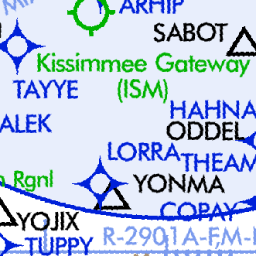 ARHIP
SABOT
Kissimmee Gateway
(ISM)
TAYYE
HAHNA
ALEK
ODDEL
LORRA
THEAM
Rgnl
YONMA
COPAY
YOJIX
R-2901A-FM-
TUPPY